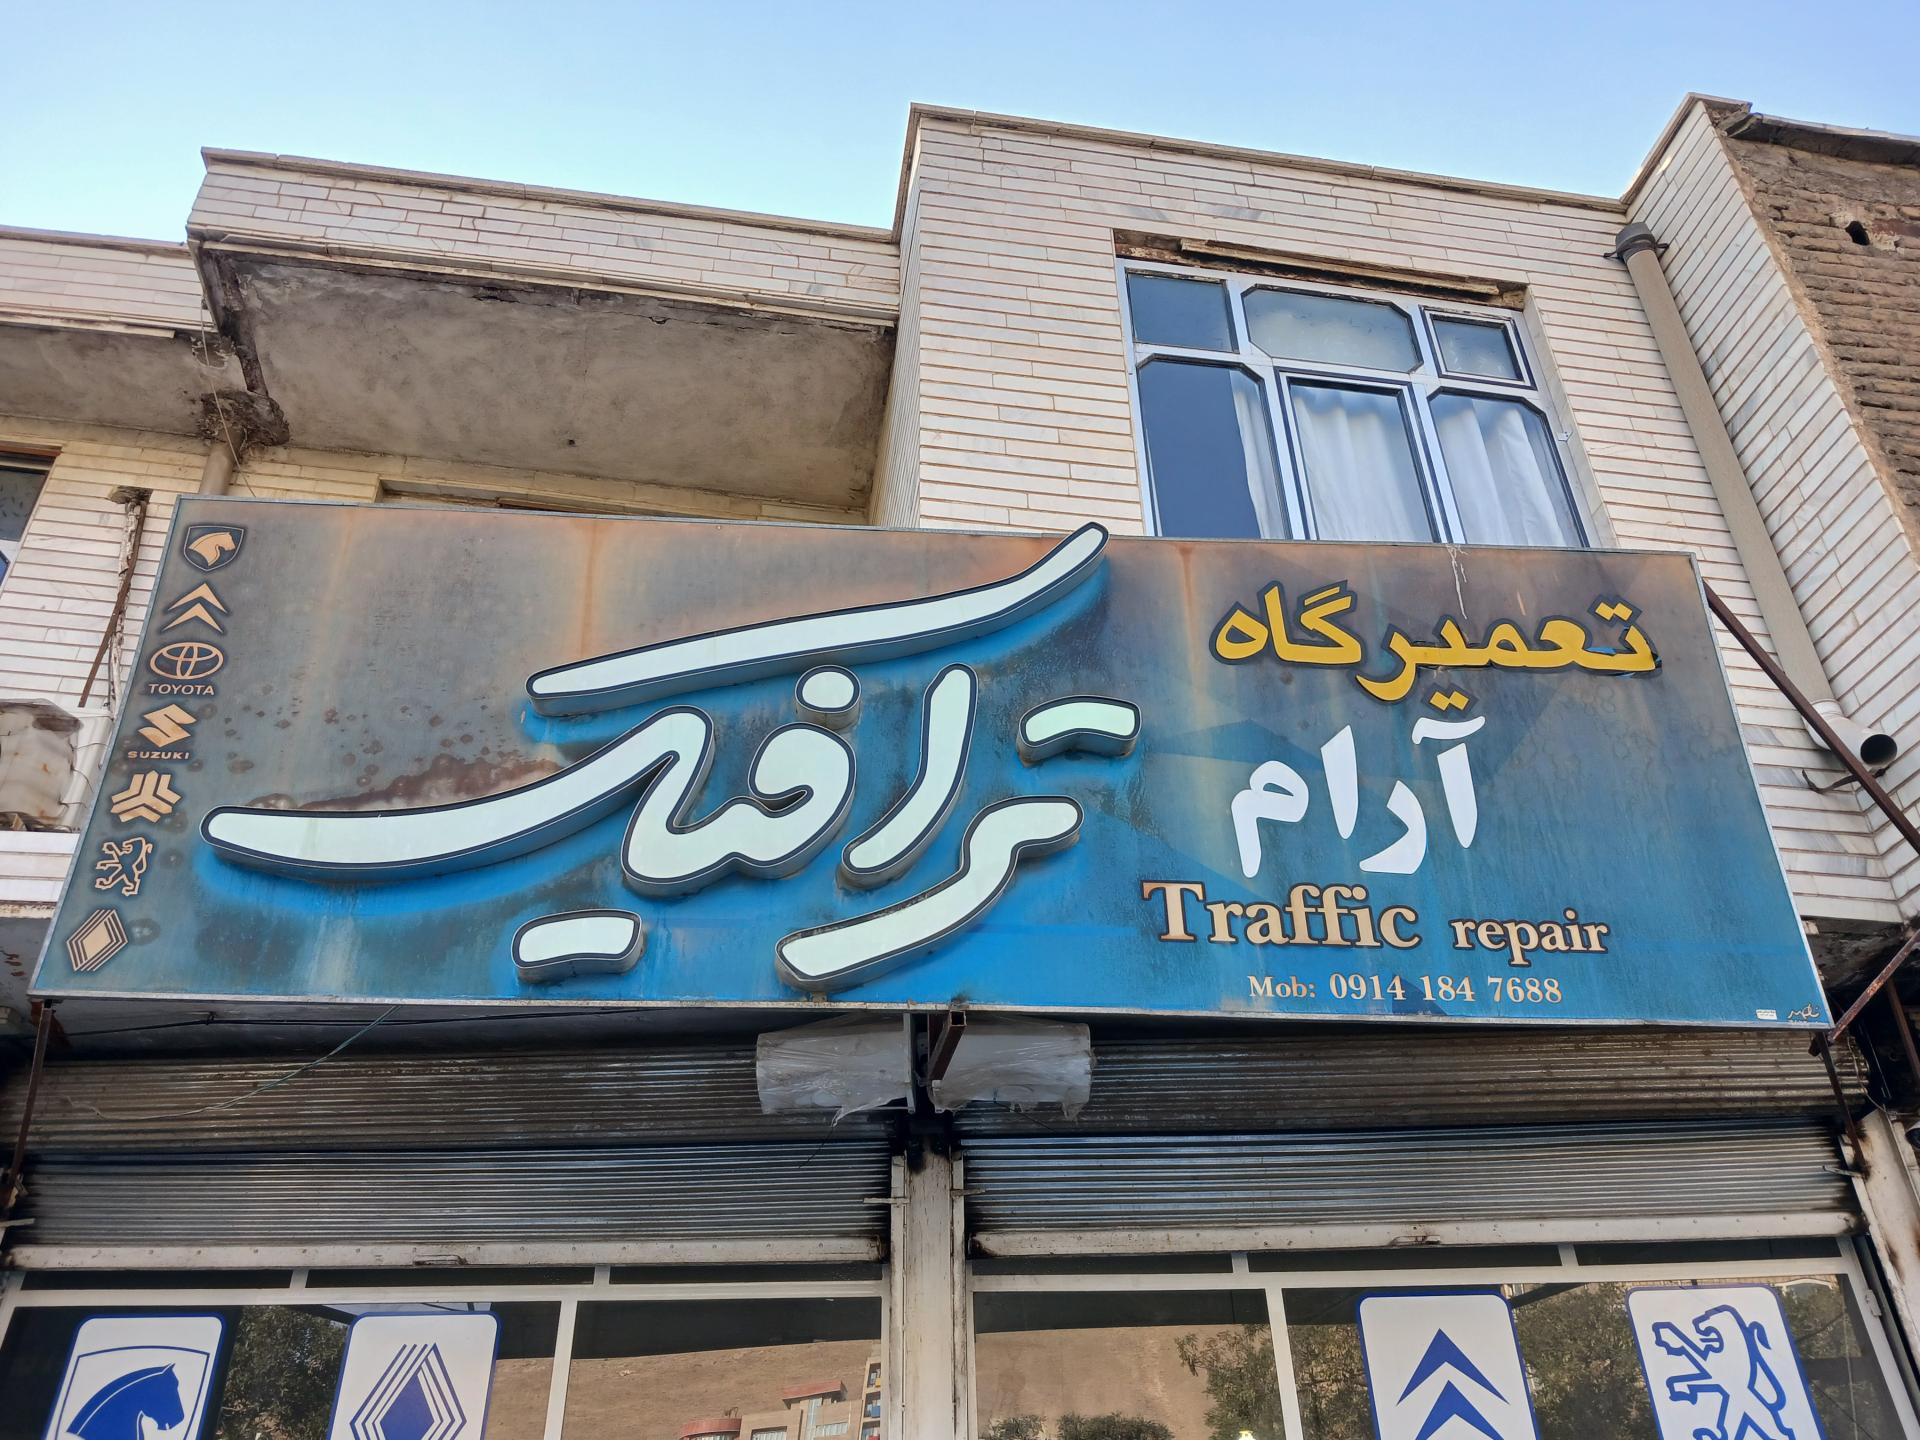 تعمیرگاه
آرام
ترافیک
Traffic repair
Mob: 0914 184 7688
TOYOTA
SUZUKI